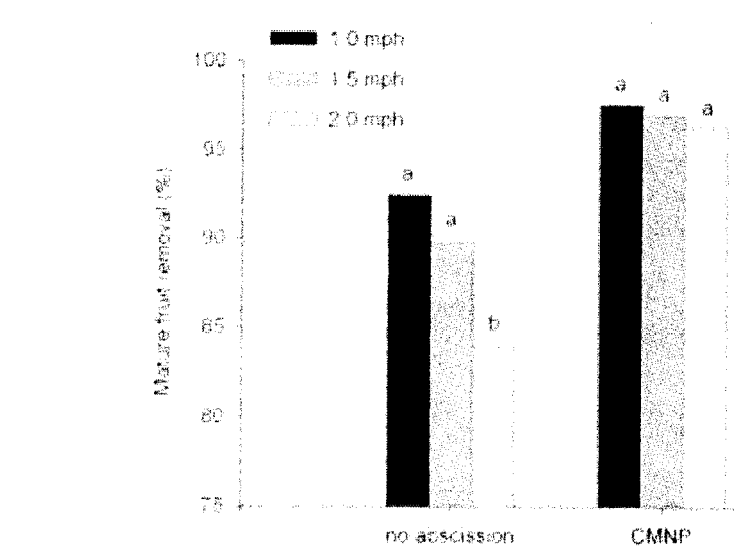 1.0 mph
1.5 mph
2.0 mph
100
95
90
85
80
75
Mature fruit removal (%)
a
a
b
a
a
a
no abscission
CMNP